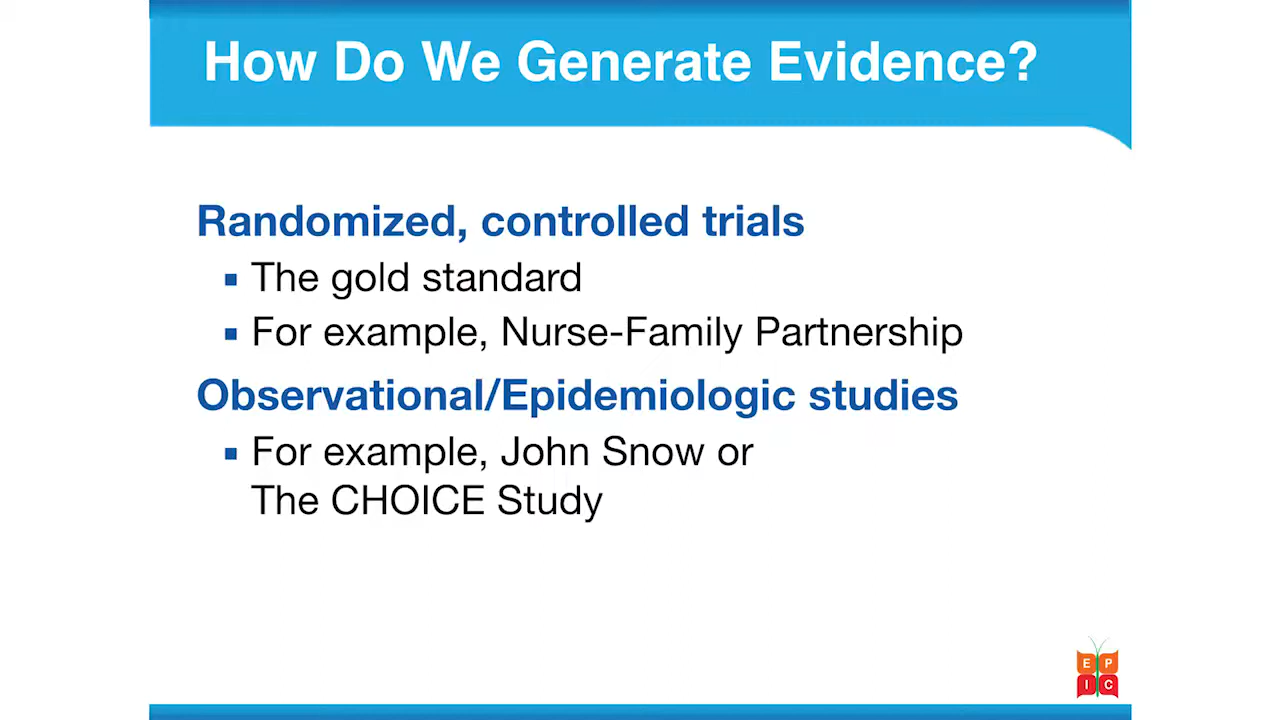 How Do We Generate Evidence?
Randomized, controlled trials
▪ The gold standard
▪ For example, Nurse-Family Partnership
Observational/Epidemiologic studies
▪ For example, John Snow or
The CHOICE Study
E P
I C